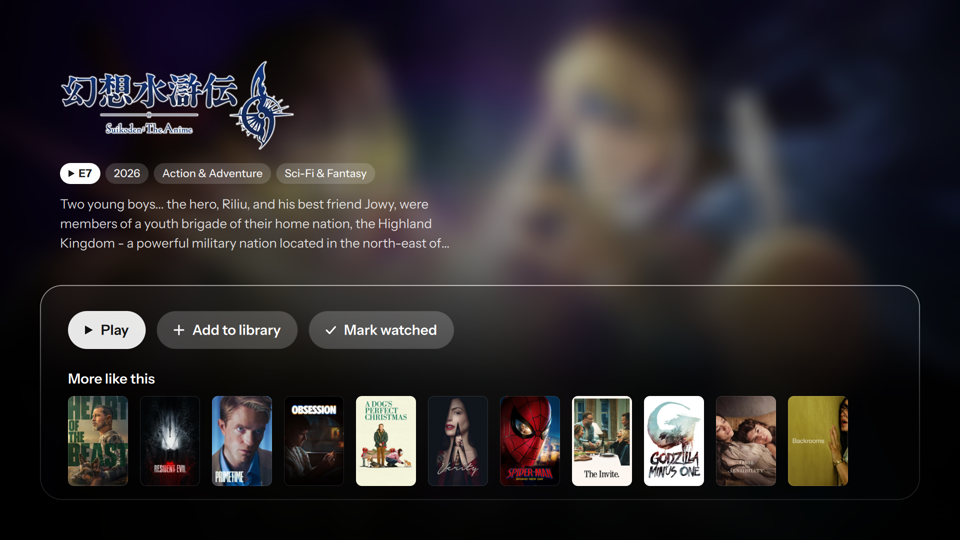 幻想水滸伝
Suikoden: The Anime
E7
2026
Action & Adventure
Sci-Fi & Fantasy
Two young boys... the hero, Riliu, and his best friend Jowy, were
members of a youth brigade of their home nation, the Highland
Kingdom - a powerful military nation located in the north-east of...
Play
Add to library
Mark watched
More like this
HEART
OF
THE
BEAST
RESIDENT EVIL
PRIMETIME
OBSESSION
A DOG'S
PERFECT
CHRISTMAS
Verity
SPIDER-MAN
BRAND NEW DAY
The Invite.
GODZILLA
MINUS ONE
Backrooms